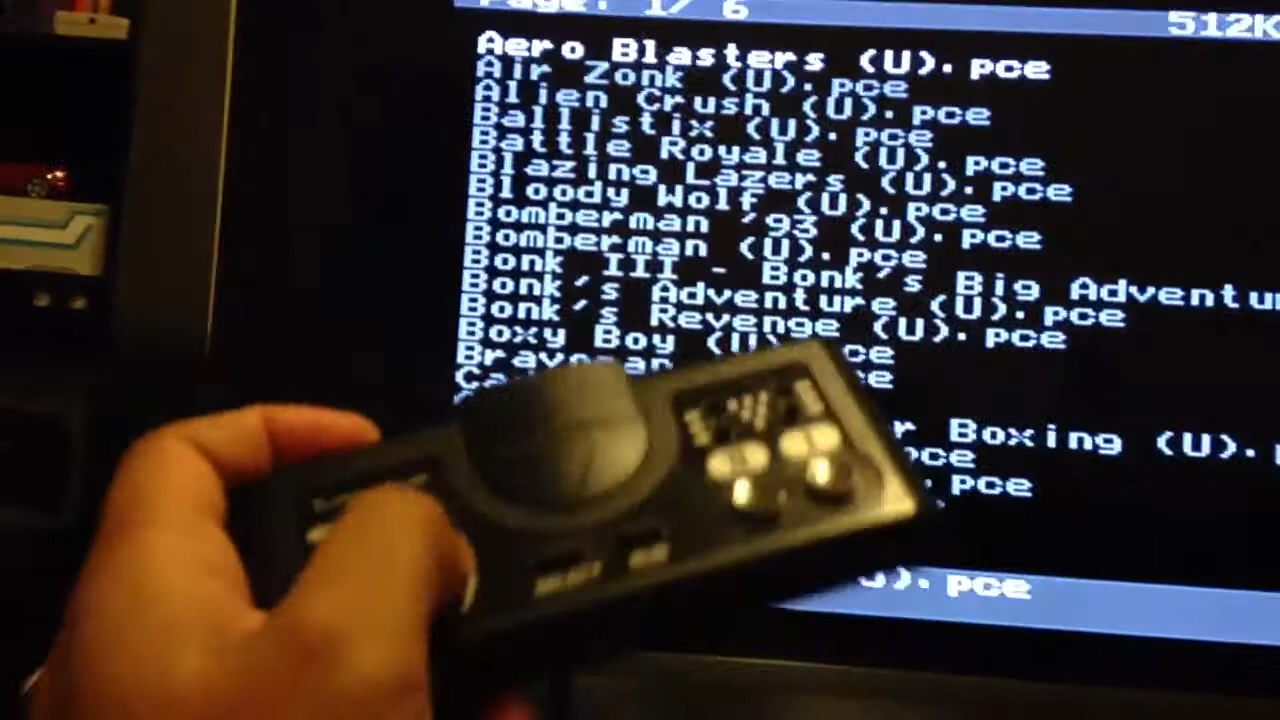 Page: 1/ 6
512K
Aero Blasters (U).pce
Air Zonk (U).pce
Alien Crush (U).pce
Ballistix (U).pce
Battle Royale (U).pce
Blazing Lazers (U).pce
Bloody Wolf (U).pce
Bomberman '93 (U).pce
Bomberman (U).pce
Bonk III - Bonk's Big Adventu
Bonk's Adventure (U).pce
Bonk's Revenge (U).pce
Boxy Boy (U) ce
ce
r Boxing (U).
pce
.pce
).pce